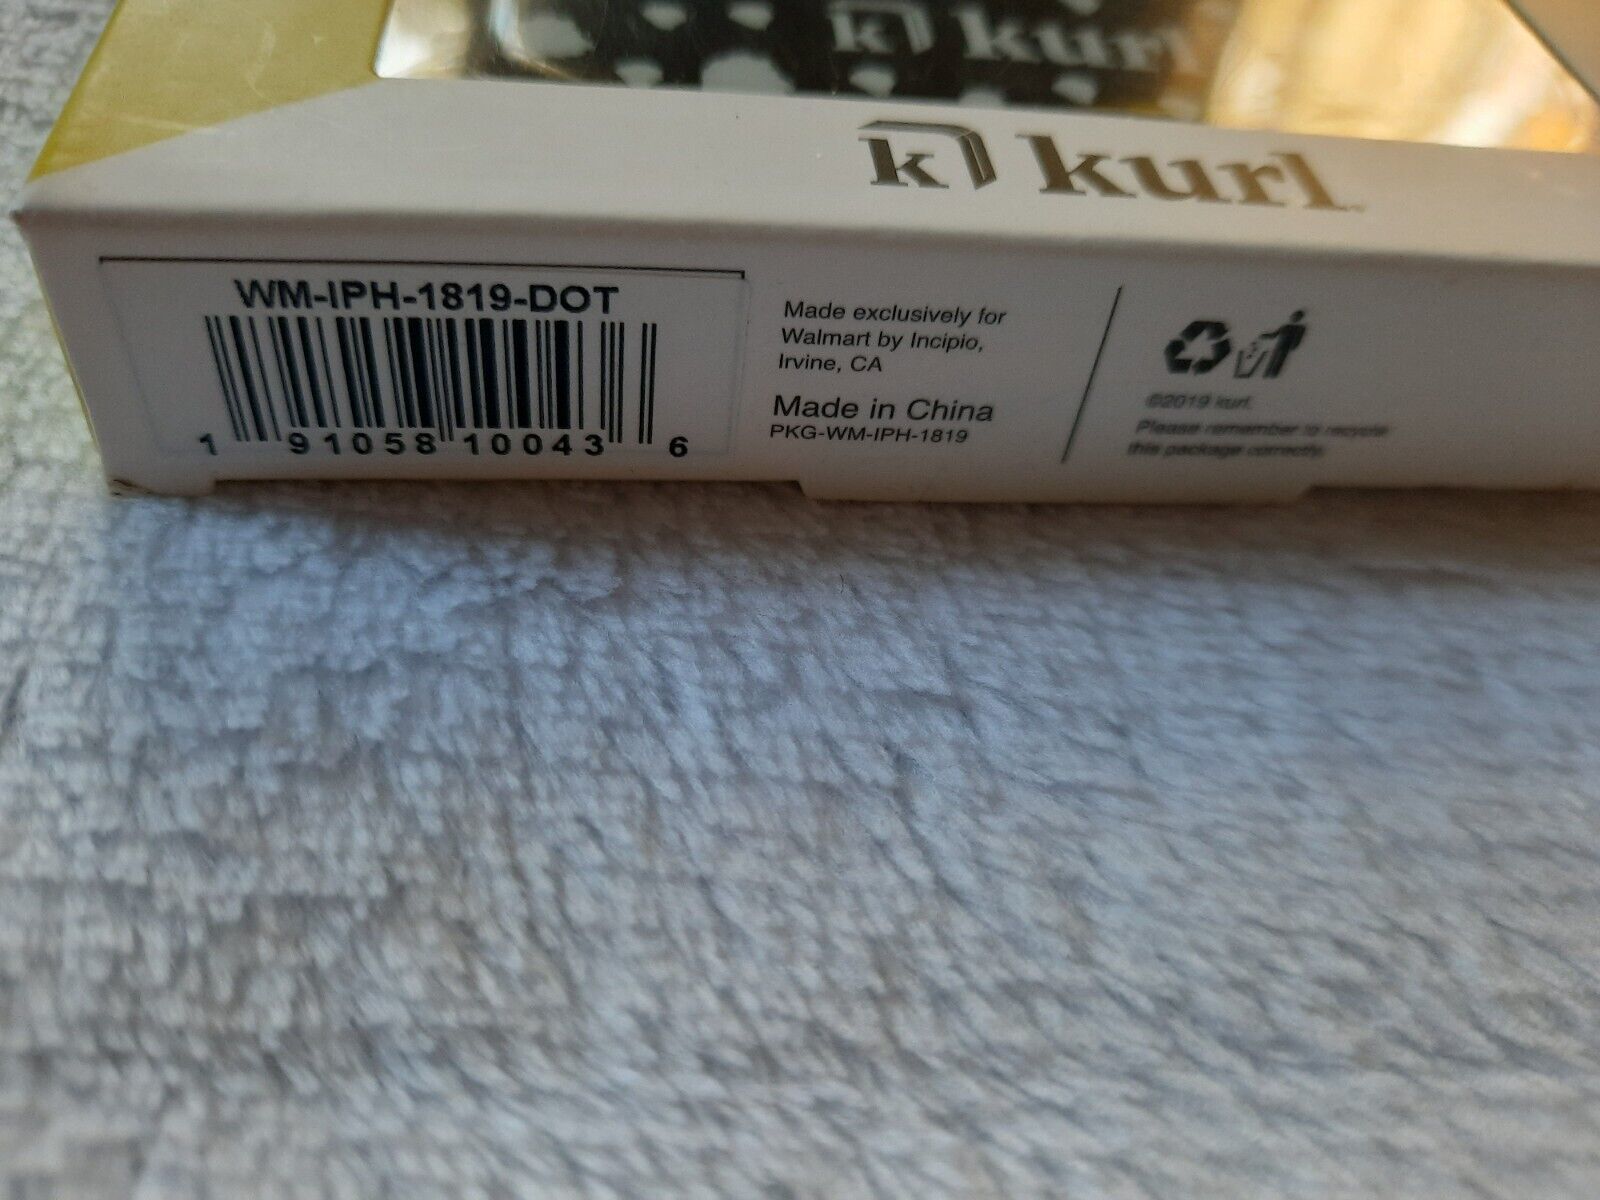 k kurl
k kurl
WM-IPH-1819-DOT
1 91058 10043 6
Made exclusively for
Walmart by Incipio,
Irvine, CA
Made in China
PKG-WM-IPH-1819
©2019 kurl.
Please remember to recycle
this package correctly.